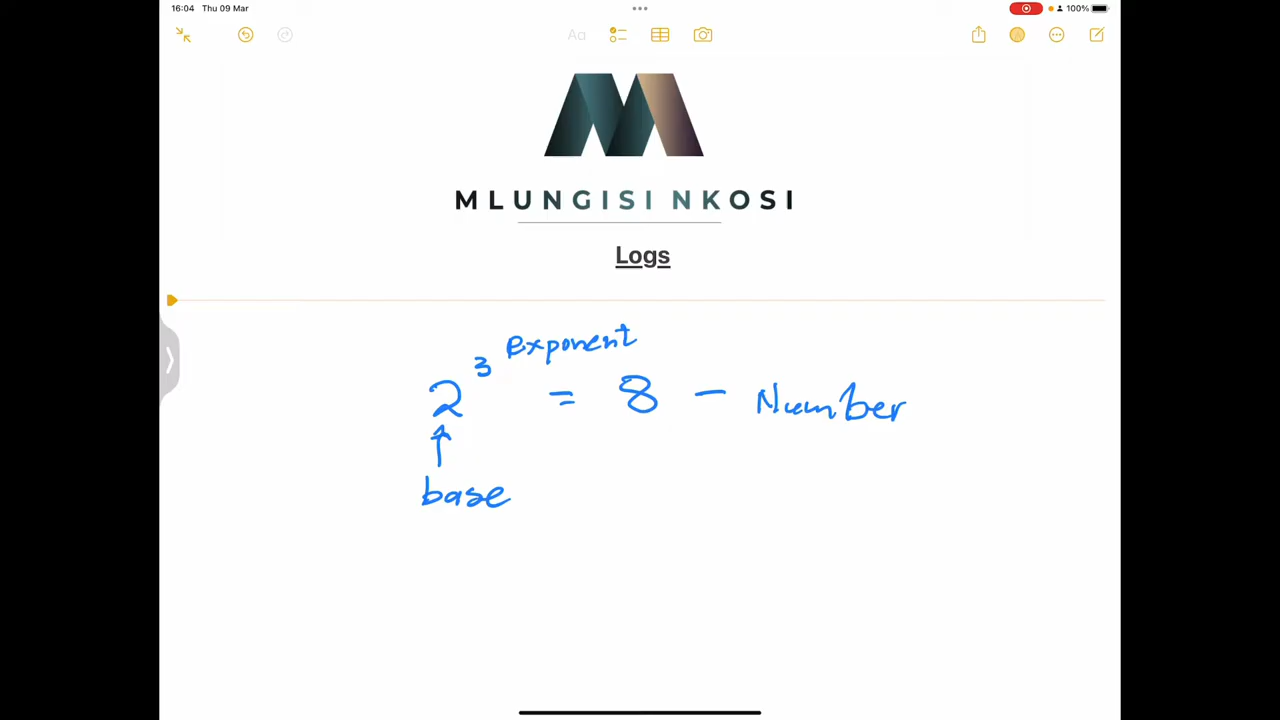 16:04 Thu 09 Mar 100%
Aa
MLUNGISI NKOSI
Logs
2³ exponent = 8 - Number
base